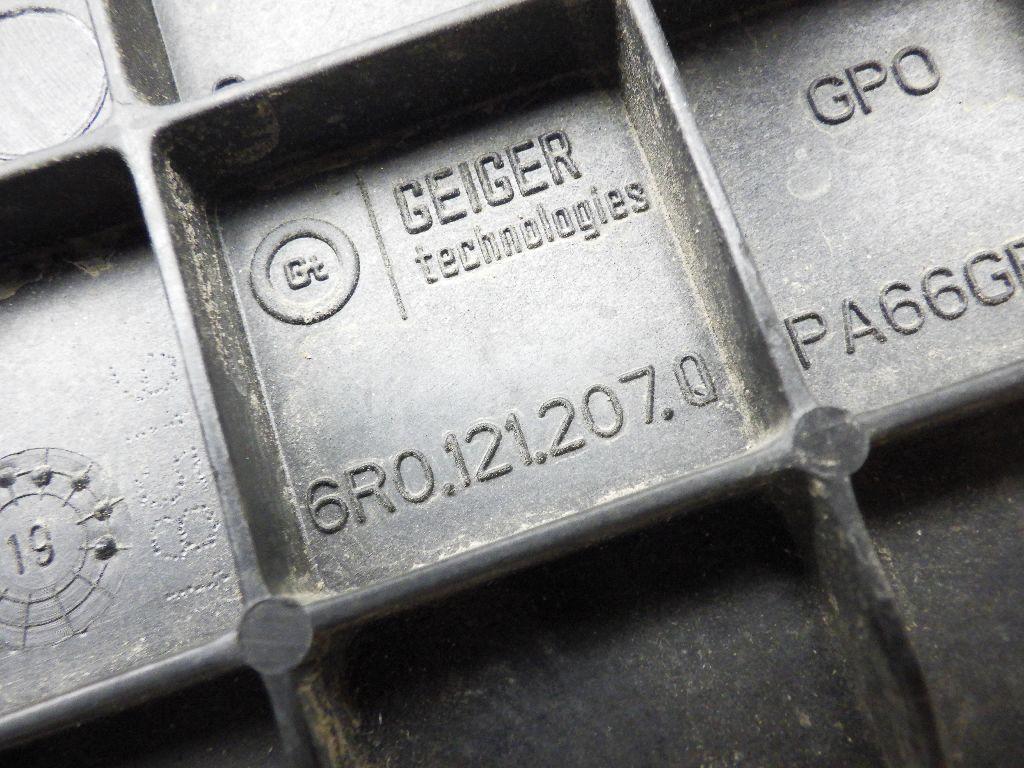 GPO
GEIGER
technologies
Gt
PA66GF
6R0.121.207.Q
19